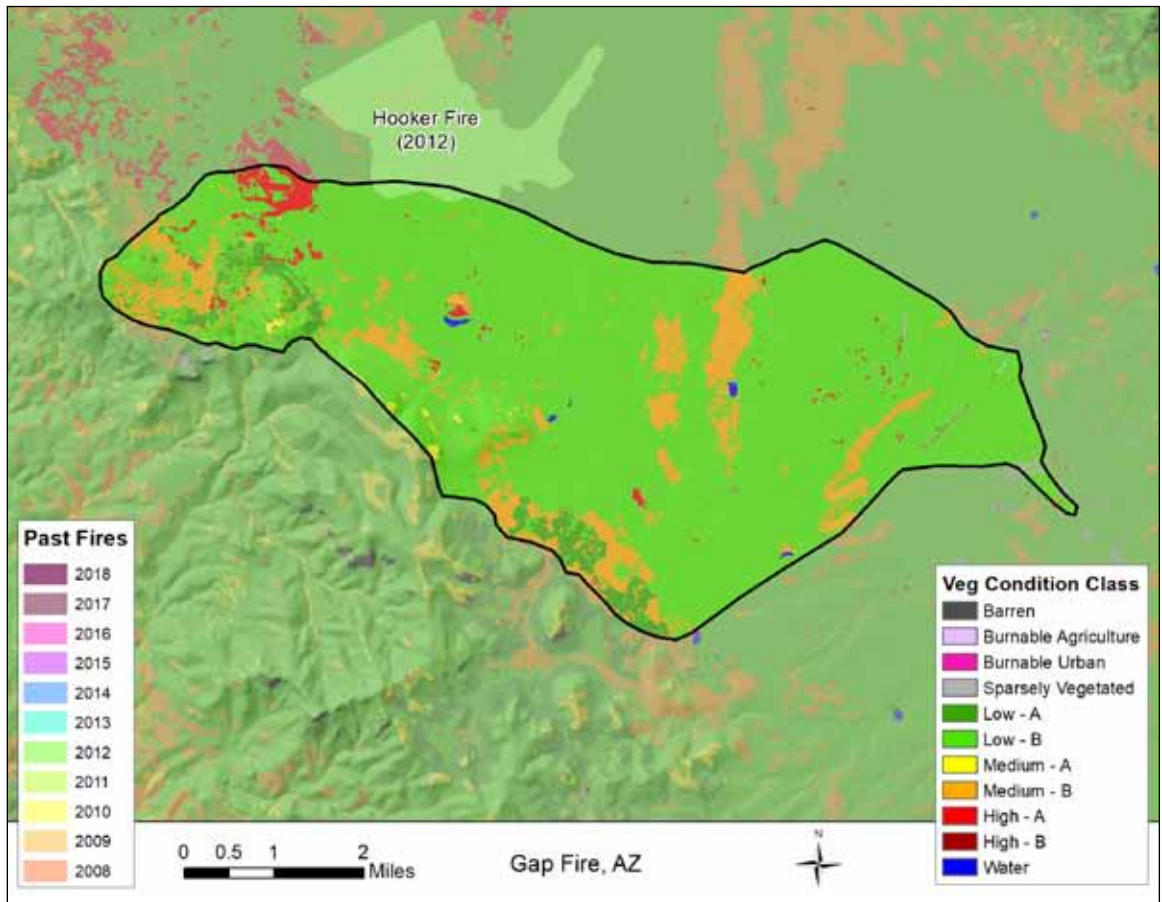 Hooker Fire
(2012)
Past Fires
2018
2017
2016
2015
2014
2013
2012
2011
2010
2009
2008
Veg Condition Class
Barren
Burnable Agriculture
Burnable Urban
Sparsely Vegetated
Low - A
Low - B
Medium - A
Medium - B
High - A
High - B
Water
0 0.5 1 2
Miles
Gap Fire, AZ
N